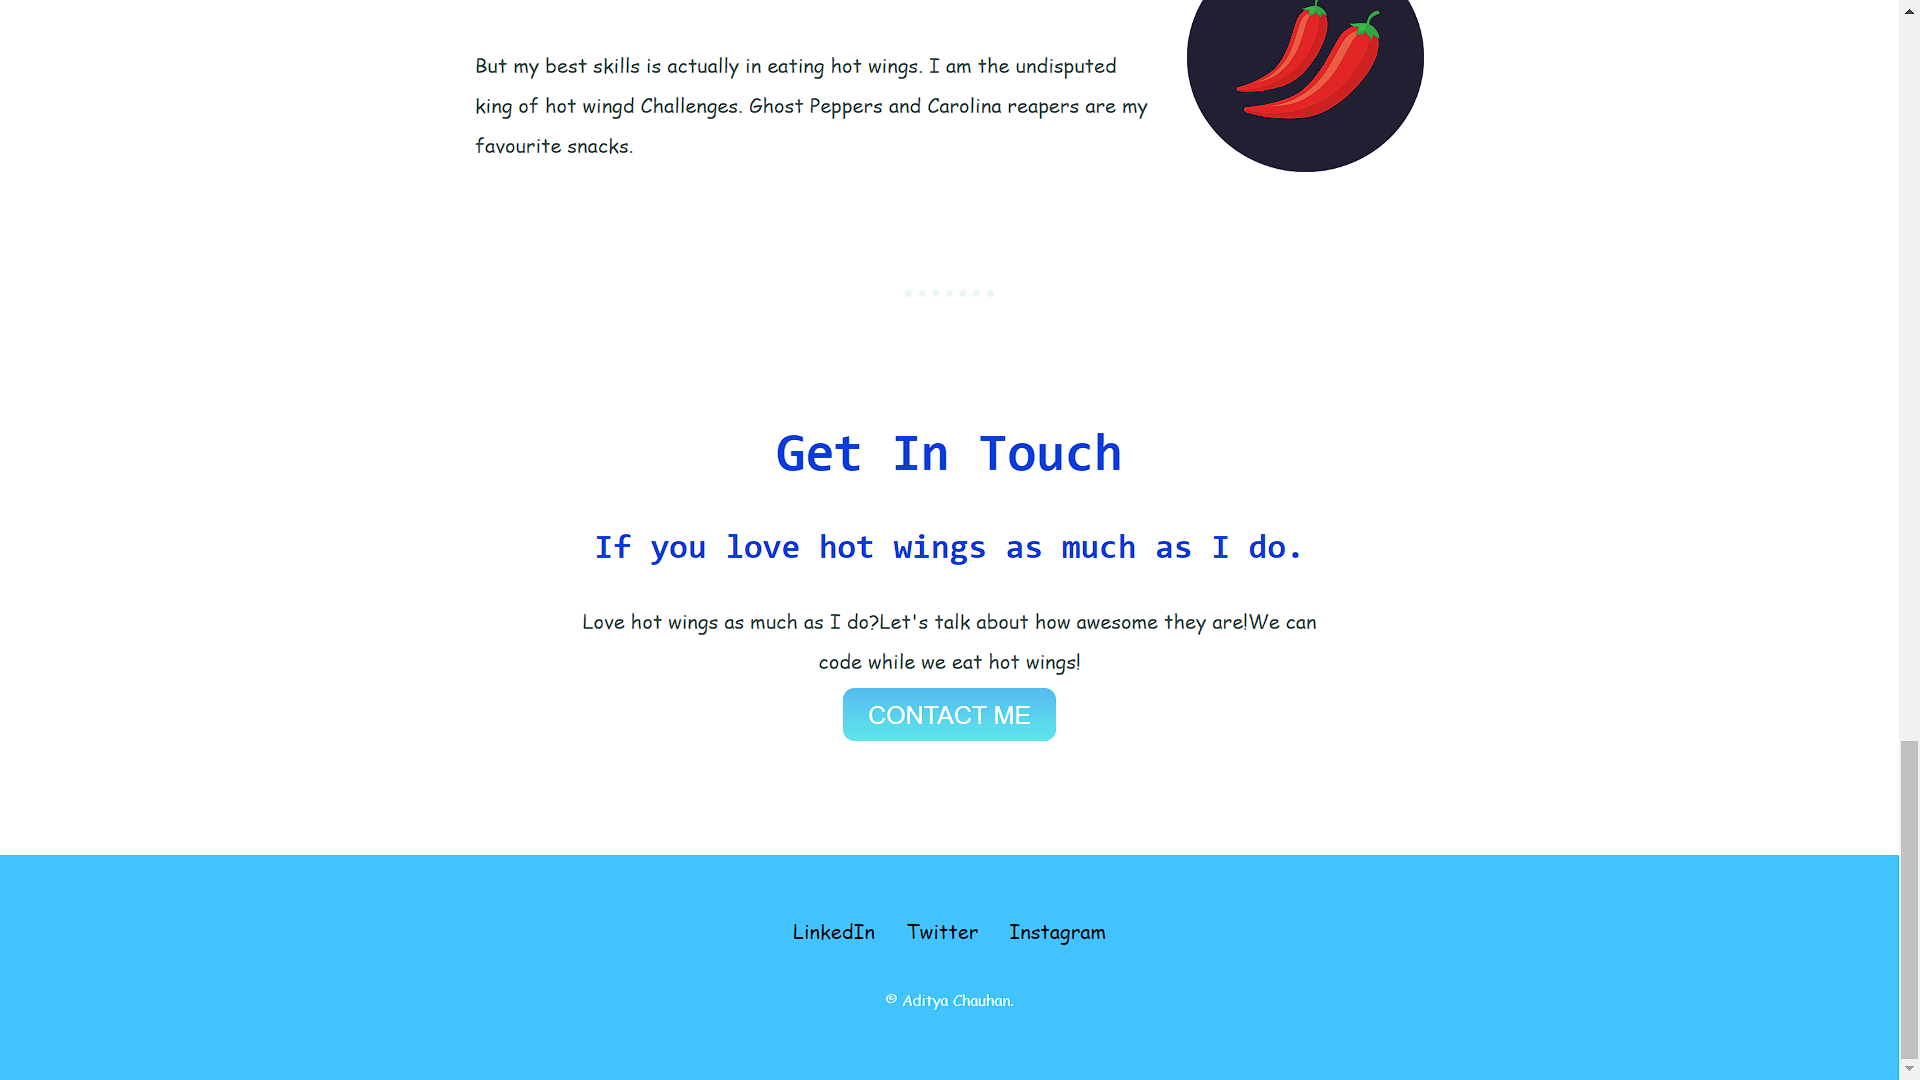 But my best skills is actually in eating hot wings. I am the undisputed
king of hot wingd Challenges. Ghost Peppers and Carolina reapers are my
favourite snacks.
Get In Touch
If you love hot wings as much as I do.
Love hot wings as much as I do?Let's talk about how awesome they are!We can
code while we eat hot wings!
CONTACT ME
LinkedIn Twitter Instagram
© Aditya Chauhan.